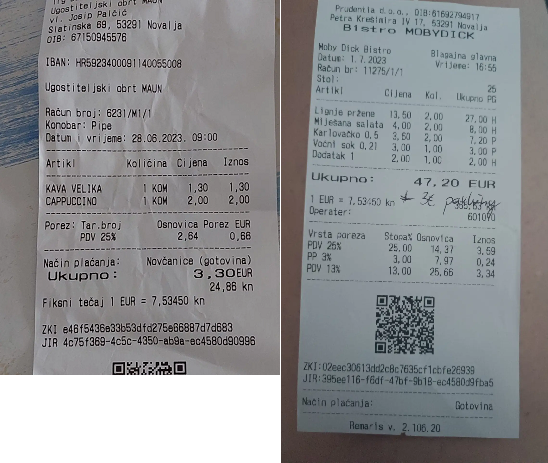 Ugostiteljski obrt MAUN
vl. Josip Palčić
Slatinska 69, 53291 Novalja
OIB: 67150945576
IBAN: HR5923400091140055008
Ugostiteljski obrt MAUN
Račun broj: 6231/M1/1
Konobar: Pipe
Datum i vrijeme: 28.06.2023. 09:00
Artikl Količina Cijena Iznos
KAVA VELIKA 1 KOM 1,30 1,30
CAPPUCCINO 1 KOM 2,00 2,00
Porez: Tar.broj Osnovica Porez EUR
PDV 25% 2,64 0,66
Način plaćanja: Novčanice (gotovina)
Ukupno: 3,30EUR
24,86 kn
Fiksni tečaj 1 EUR = 7,53450 kn
ZKI e46f5436e33b53dfd275e66887d7d683
JIR 4c75f369-4c5c-4350-ab9a-ec4580d90996
Prudentia d.o.o., OIB:61692794917
Petra Krešimira IV 17, 53291 Novalja
Bistro MOBYDICK
Moby Dick Bistro Blagajna glavna
Datum: 1.7.2023 Vrijeme: 16:55
Račun br: 11275/1/1
Stol: 25
Artikl Cijena Kol. Ukupno PG
Lignje pržene 13,50 2,00 27,00 H
Miješana salata 4,00 2,00 8,00 H
Karlovačko 0,5 3,60 2,00 7,20 P
Voćni sok 0,2l 3,00 1,00 3,00 P
Dodatak 1 2,00 1,00 2,00 H
Ukupno: 47,20 EUR
1 EUR = 7,53450 kn + 3€
Operater: 601090
Vrsta poreza Stopa% Osnovica Iznos
PDV 25% 25,00 14,37 3,59
PP 3% 3,00 7,97 0,24
PDV 13% 13,00 25,66 3,34
ZKI:02eec30613dd2c8c7635cf1cbfe26939
JIR:395ee116-f6df-47bf-9b18-ec4580d9fba5
Način plaćanja: Gotovina
Remaris v. 2.106.20